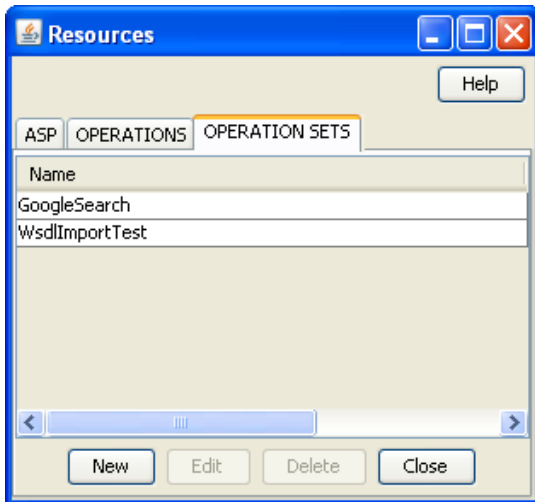 Resources
Help
ASP OPERATIONS OPERATION SETS
Name
GoogleSearch
WsdlImportTest
New Edit Delete Close